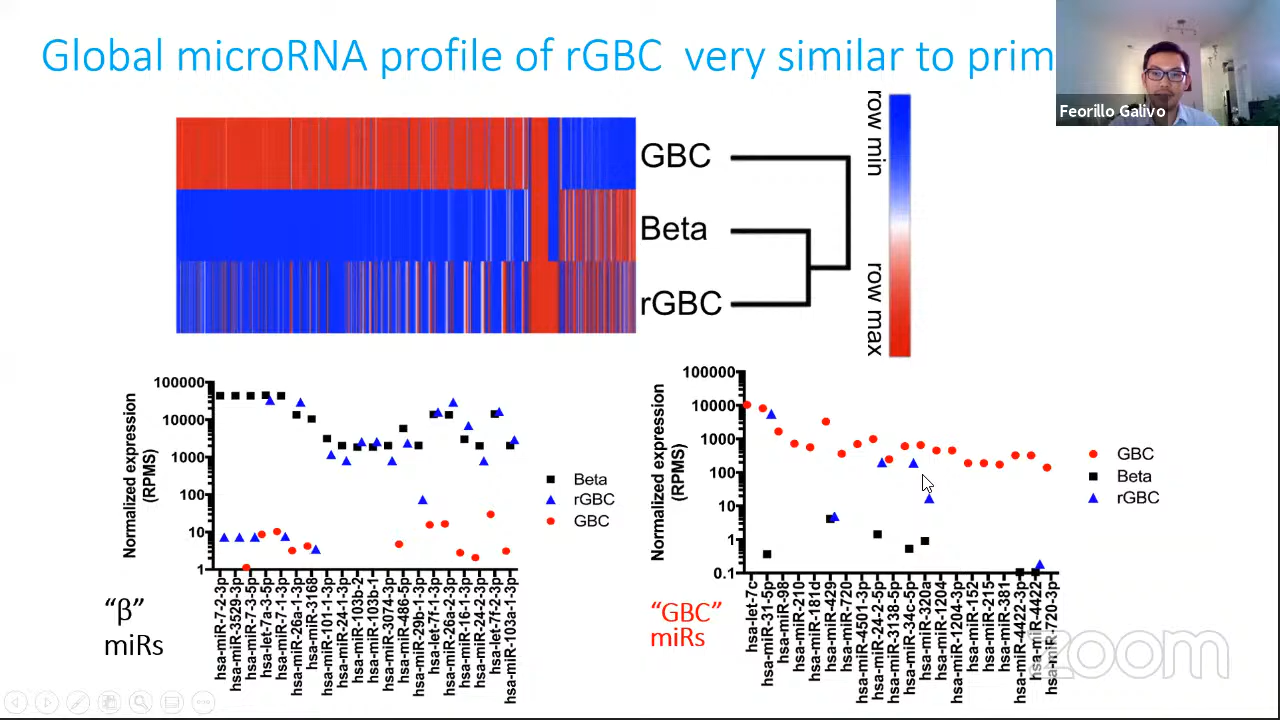 Global microRNA profile of rGBC very similar to prim
Feorillo Galivo
GBC
Beta
rGBC
row min
row max
Normalized expression
(RPMS)
100000
10000
1000
100
10
1
hsa-miR-7-2-3p
hsa-miR-3529-3p
hsa-miR-7-3-5p
hsa-let-7a-3-5p
hsa-miR-7-1-3p
hsa-miR-26a-1-3p
hsa-miR-3168
hsa-miR-101-1-3p
hsa-miR-24-1-3p
hsa-miR-103b-2
hsa-miR-103b-1
hsa-miR-3074-3p
hsa-miR-486-5p
hsa-miR-29b-1-3p
hsa-let-7f-1-3p
hsa-miR-26a-2-3p
hsa-miR-16-1-3p
hsa-miR-24-2-3p
hsa-let-7f-2-3p
hsa-miR-103a-1-3p
Beta
rGBC
GBC
"β"
miRs
Normalized expression
(RPMS)
100000
10000
1000
100
10
1
0.1
hsa-let-7c
hsa-miR-31-5p
hsa-miR-98
hsa-miR-210
hsa-miR-181d
hsa-miR-429
hsa-miR-720
hsa-miR-4501-3p
hsa-miR-24-2-5p
hsa-miR-3138-5p
hsa-miR-34c-5p
hsa-miR-320a
hsa-miR-1204
hsa-miR-1204-3p
hsa-miR-152
hsa-miR-215
hsa-miR-381
hsa-miR-4422-3p
hsa-miR-4422
hsa-miR-720-3p
GBC
Beta
rGBC
"GBC"
miRs
zoom